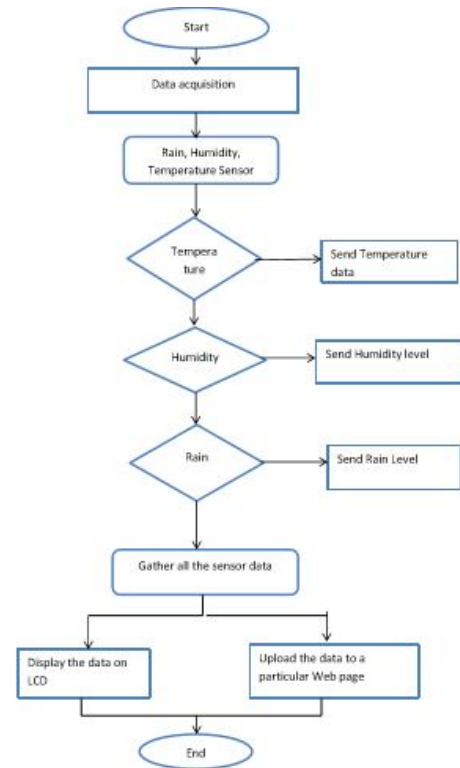 Start
Data acquisition
Rain, Humidity,
Temperature Sensor
Tempera
ture
Send Temperature
data
Humidity
Send Humidity level
Rain
Send Rain Level
Gather all the sensor data
Display the data on
LCD
Upload the data to a
particular Web page
End